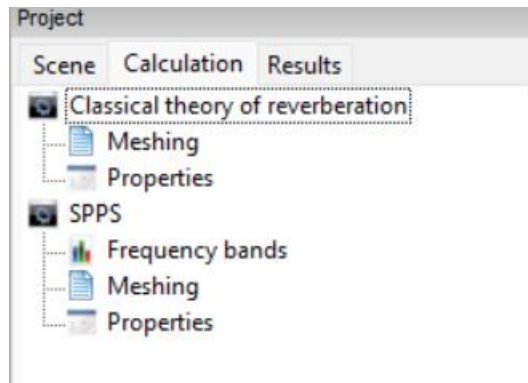 Project
Scene Calculation Results
Classical theory of reverberation
Meshing
Properties
SPPS
Frequency bands
Meshing
Properties